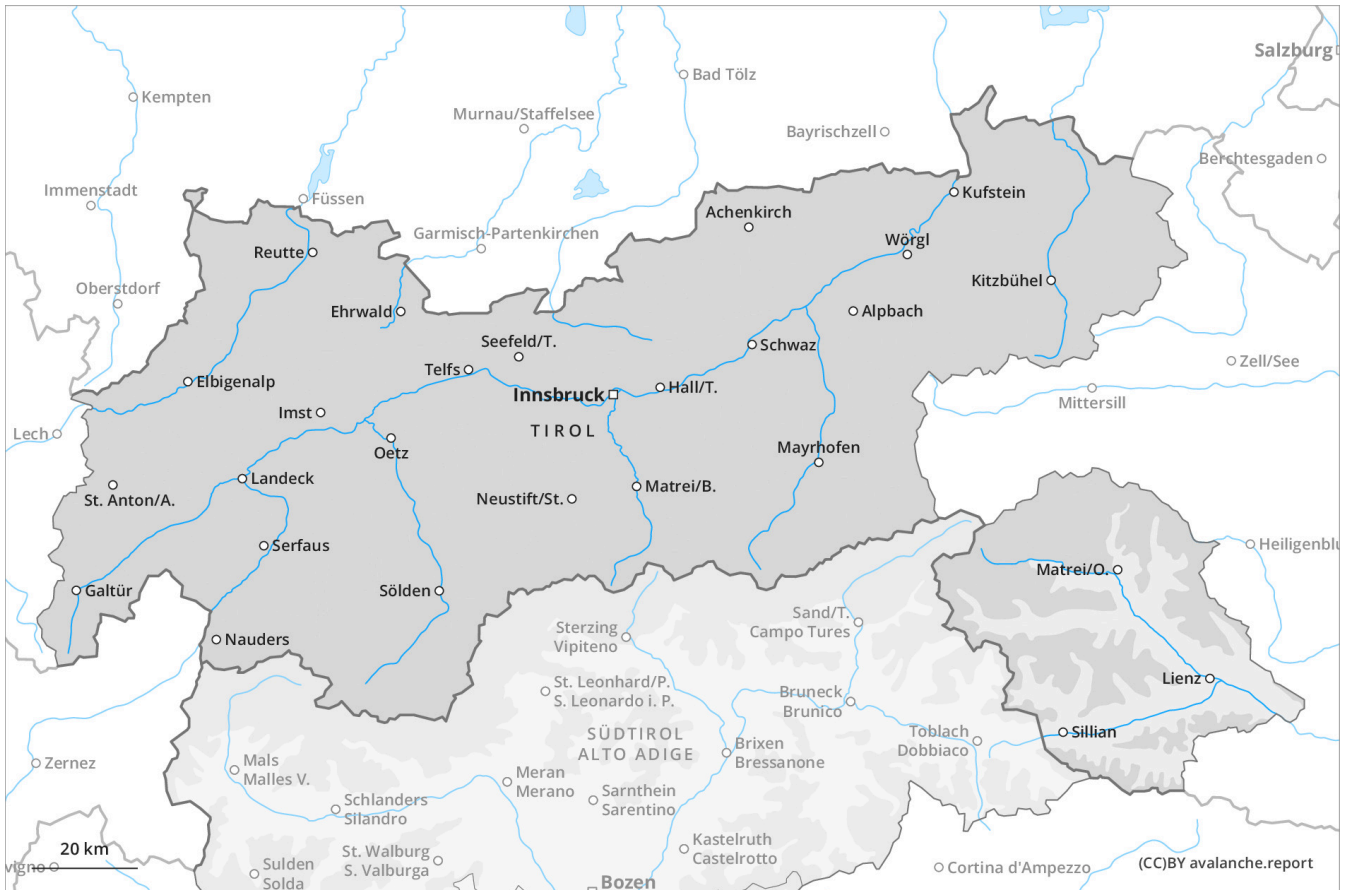 Salzburg
Bad Tölz
Kempten
Murnau/Staffelsee
Bayrischzell
Berchtesgaden
Immenstadt
Füssen
Kufstein
Achenkirch
Garmisch-Partenkirchen
Wörgl
Reutte
Kitzbühel
Oberstdorf
Ehrwald
Alpbach
Seefeld/T.
Schwaz
Zell/See
Telfs
Elbigenalp
Hall/T.
Innsbruck
Mittersill
Imst
TIROL
Lech
Oetz
Mayrhofen
Landeck
Matrei/B.
St. Anton/A.
Neustift/St.
Serfaus
Heiligenblu
Matrei/O.
Galtür
Sölden
Sand/T.
Campo Tures
Nauders
Sterzing
Vipiteno
Lienz
St. Leonhard/P.
S. Leonardo i. P.
Bruneck
Brunico
Sillian
SÜDTIROL
ALTO ADIGE
Toblach
Dobbiaco
Brixen
Bressanone
Zernez
Mals
Malles V.
Meran
Merano
Sarnthein
Sarentino
Schlanders
Silandro
Kastelruth
Castelrotto
20 km
St. Walburg
S. Valburga
vigno
Sulden
Solda
Cortina d'Ampezzo
(CC)BY avalanche.report
Bozen